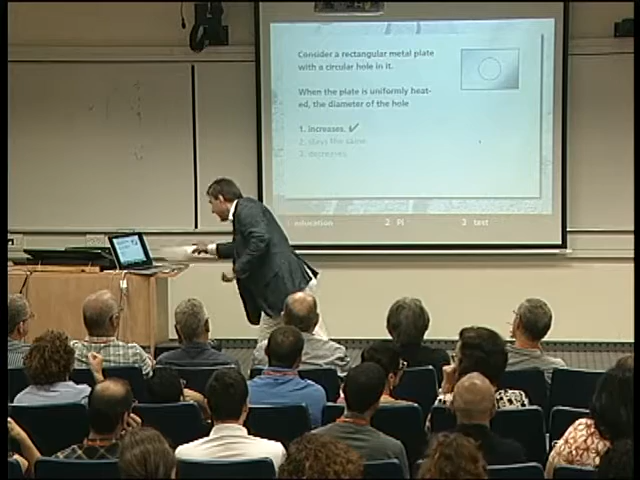 Consider a rectangular metal plate
with a circular hole in it.
When the plate is uniformly heat-
ed, the diameter of the hole
1. increases. ✓
2. stays the same.
3. decreases.
education
2 PI
3 test